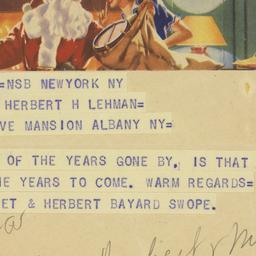 =NSB NEWYORK NY
HERBERT H LEHMAN=
VE MANSION ALBANY NY=
OF THE YEARS GONE BY, IS THAT
HE YEARS TO COME. WARM REGARDS=
ET & HERBERT BAYARD SWOPE.